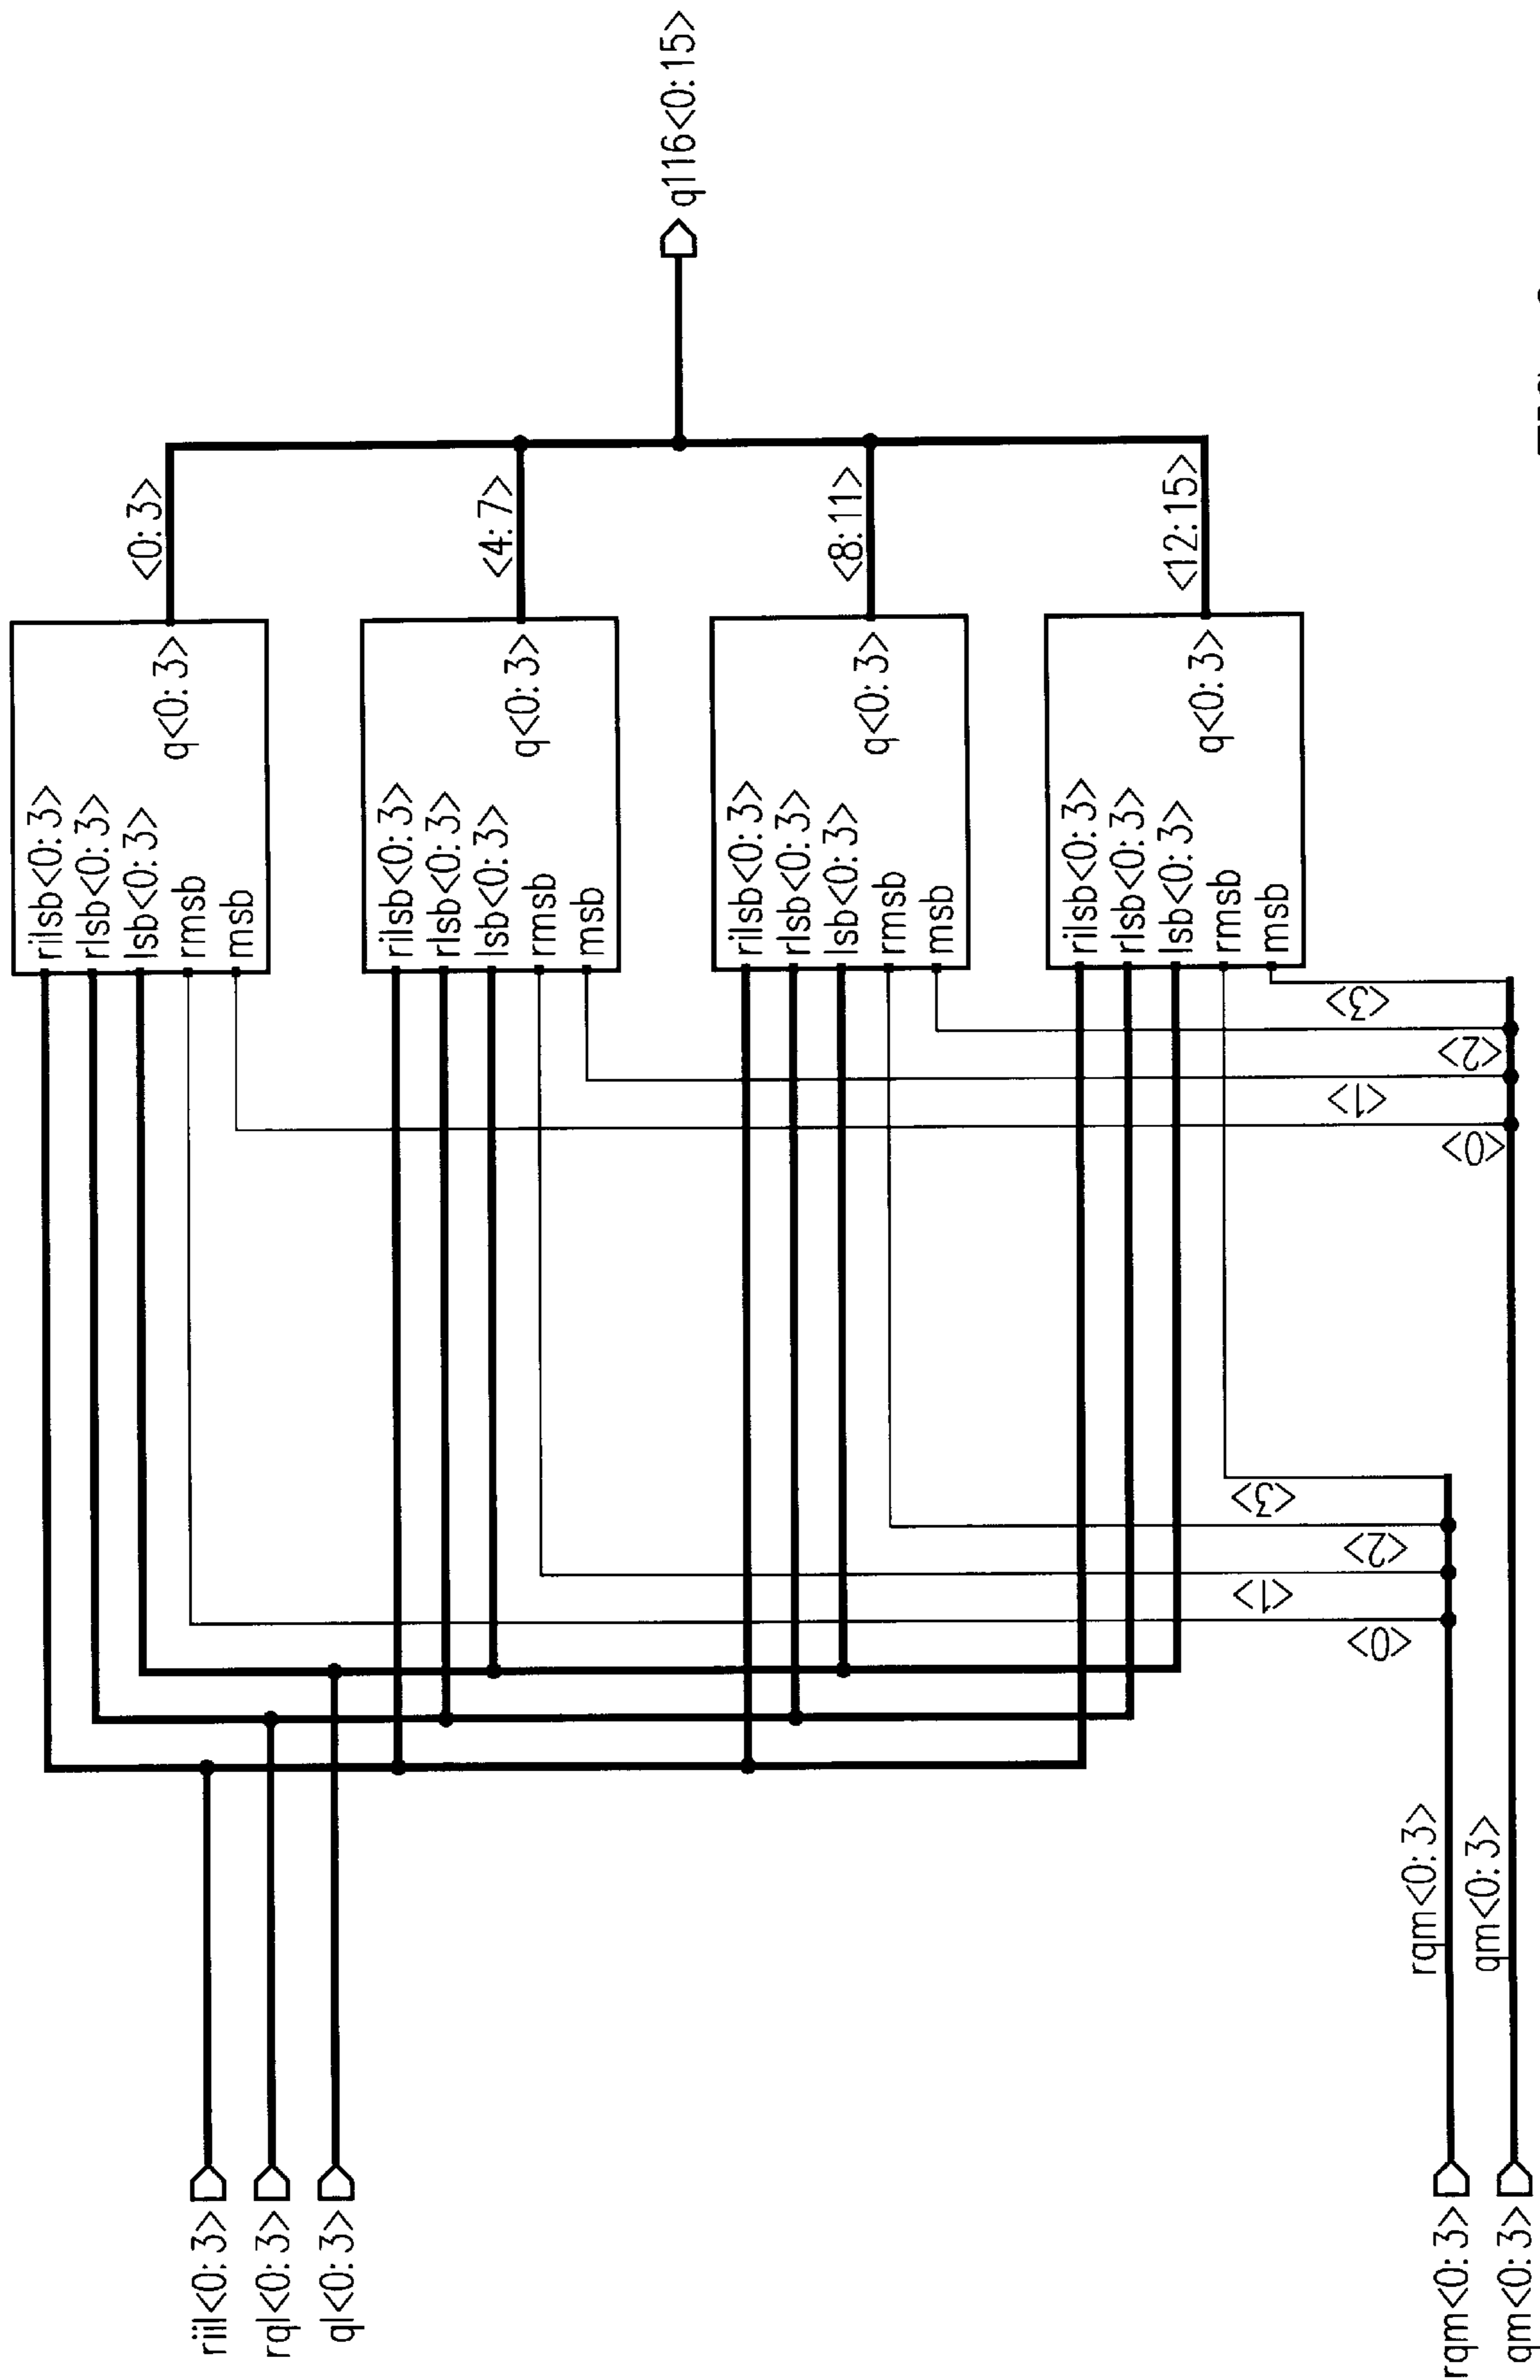 rilsb<0:3>
rlsb<0:3>
lsb<0:3>
rmsb
msb
q<0:3>
<0:3>
rilsb<0:3>
rlsb<0:3>
lsb<0:3>
rmsb
msb
q<0:3>
<4:7>
rilsb<0:3>
rlsb<0:3>
lsb<0:3>
rmsb
msb
q<0:3>
<8:11>
rilsb<0:3>
rlsb<0:3>
lsb<0:3>
rmsb
msb
q<0:3>
<12:15>
q116<0:15>
riil<0:3>
rql<0:3>
ql<0:3>
<0>
<1>
<2>
<3>
<0>
<1>
<2>
<3>
rqm<0:3>
rqm<0:3>
qm<0:3>
qm<0:3>